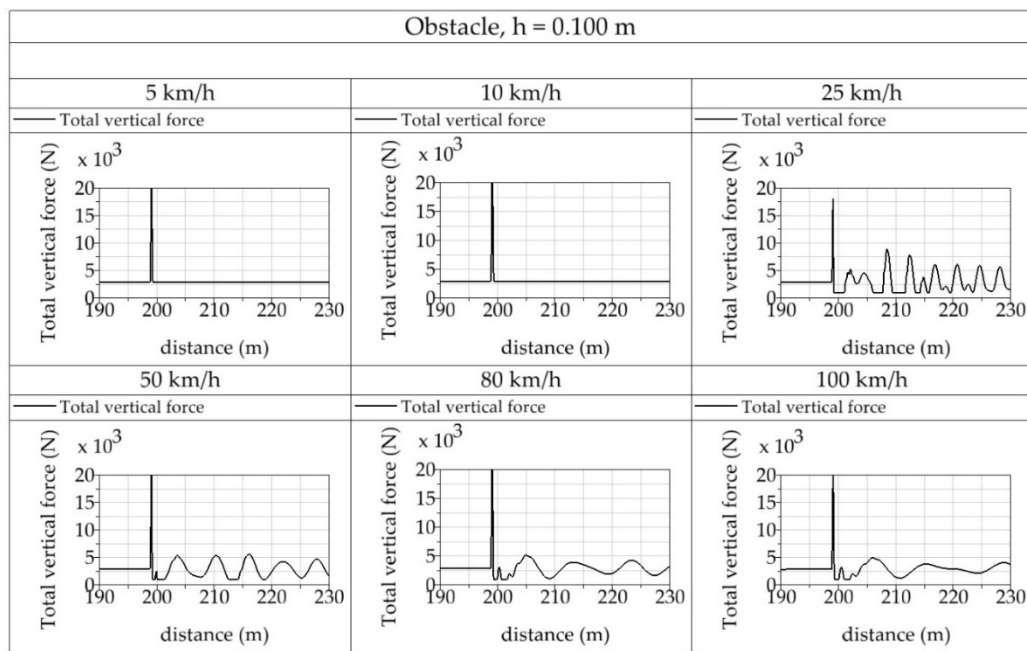 Obstacle, h = 0.100 m
5 km/h 10 km/h 25 km/h
Total vertical force Total vertical force Total vertical force
Total vertical force (N) Total vertical force (N) Total vertical force (N)
x 10³ x 10³ x 10³
20 20 20
15 15 15
10 10 10
5 5 5
0 0 0
190 200 210 220 230 190 200 210 220 230 190 200 210 220 230
distance (m) distance (m) distance (m)
50 km/h 80 km/h 100 km/h
Total vertical force Total vertical force Total vertical force
Total vertical force (N) Total vertical force (N) Total vertical force (N)
x 10³ x 10³ x 10³
20 20 20
15 15 15
10 10 10
5 5 5
0 0 0
190 200 210 220 230 190 200 210 220 230 190 200 210 220 230
distance (m) distance (m) distance (m)